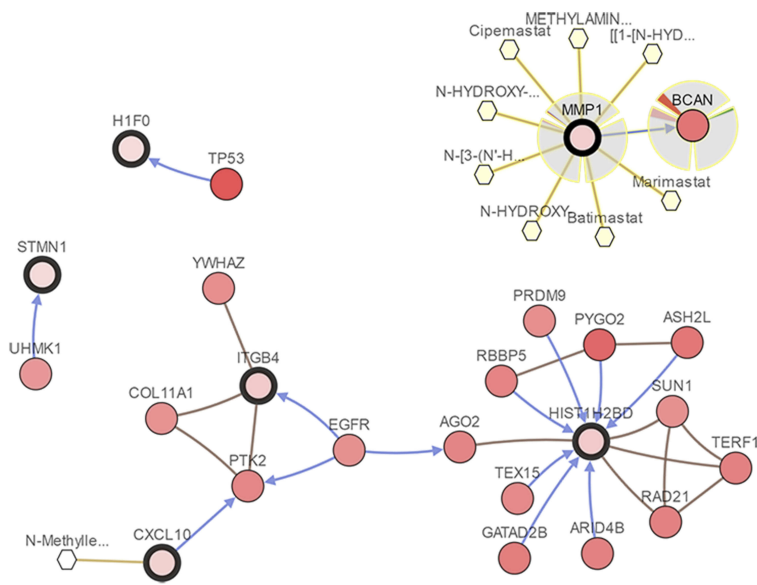 METHYLAMIN...
Cipemastat
[[1-[N-HYD...
N-HYDROXY-...
MMP1
BCAN
H1F0
TP53
N-[3-(N'-H...
Marimastat
N-HYDROXY-
Batimastat
STMN1
YWHAZ
PRDM9
PYGO2
ASH2L
UHMK1
ITGB4
RBBP5
COL11A1
SUN1
EGFR
AGO2
HIST1H2BD
PTK2
TERF1
TEX15
RAD21
N-Methylle...
CXCL10
GATAD2B
ARID4B